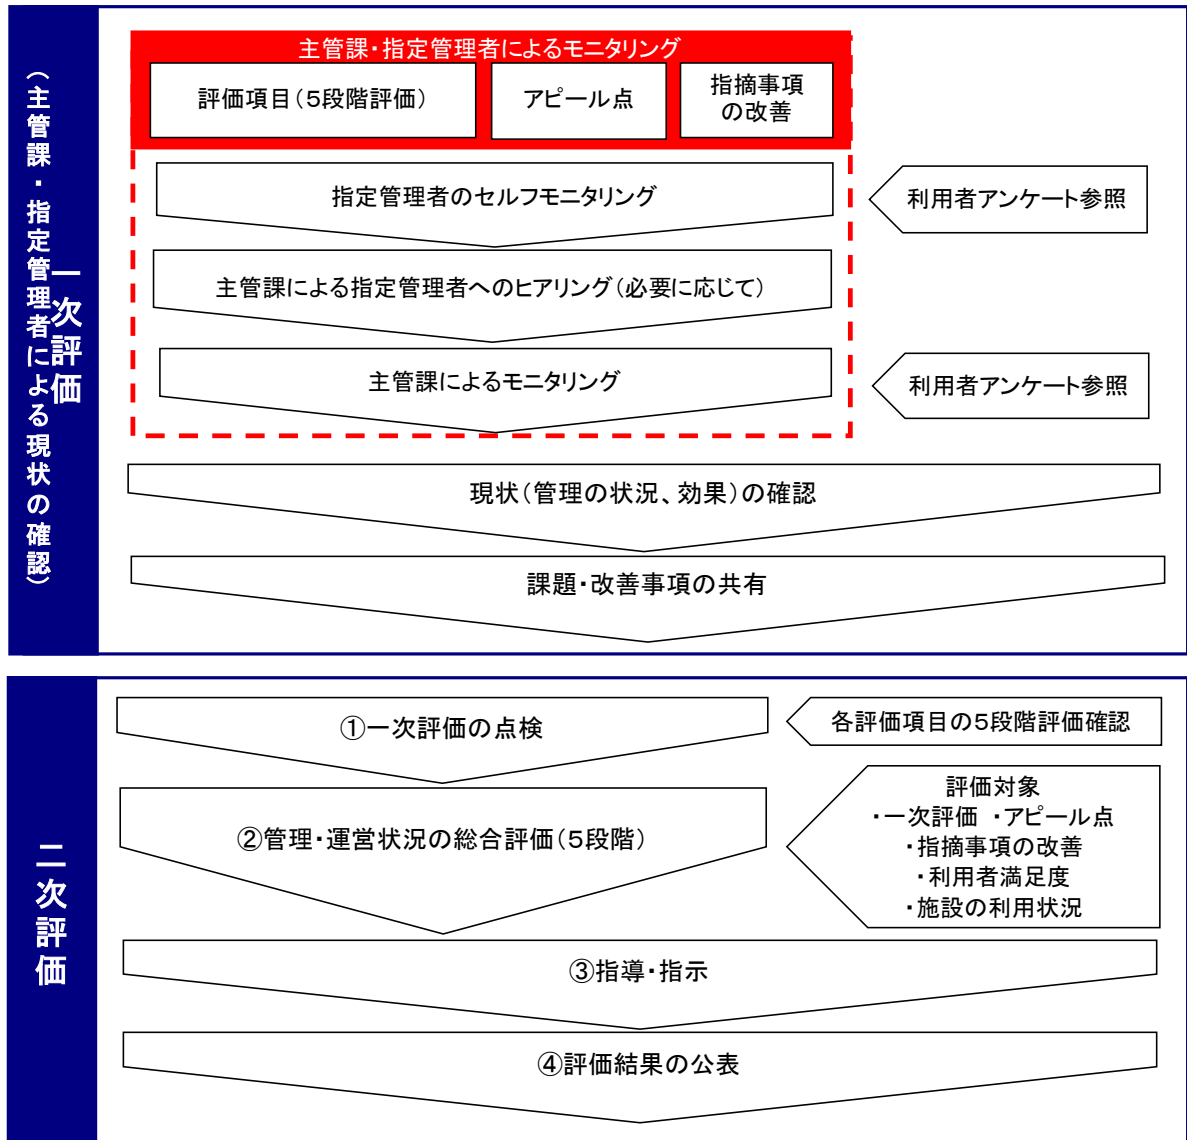 一次評価
（主管課・指定管理者による現状の確認）
主管課・指定管理者によるモニタリング
評価項目（５段階評価）
アピール点
指摘事項
の改善
指定管理者のセルフモニタリング
利用者アンケート参照
主管課による指定管理者へのヒアリング（必要に応じて）
主管課によるモニタリング
利用者アンケート参照
現状（管理の状況、効果）の確認
課題・改善事項の共有
二次評価
①一次評価の点検
各評価項目の５段階評価確認
②管理・運営状況の総合評価（５段階）
評価対象
・一次評価 ・アピール点
・指摘事項の改善
・利用者満足度
・施設の利用状況
③指導・指示
④評価結果の公表